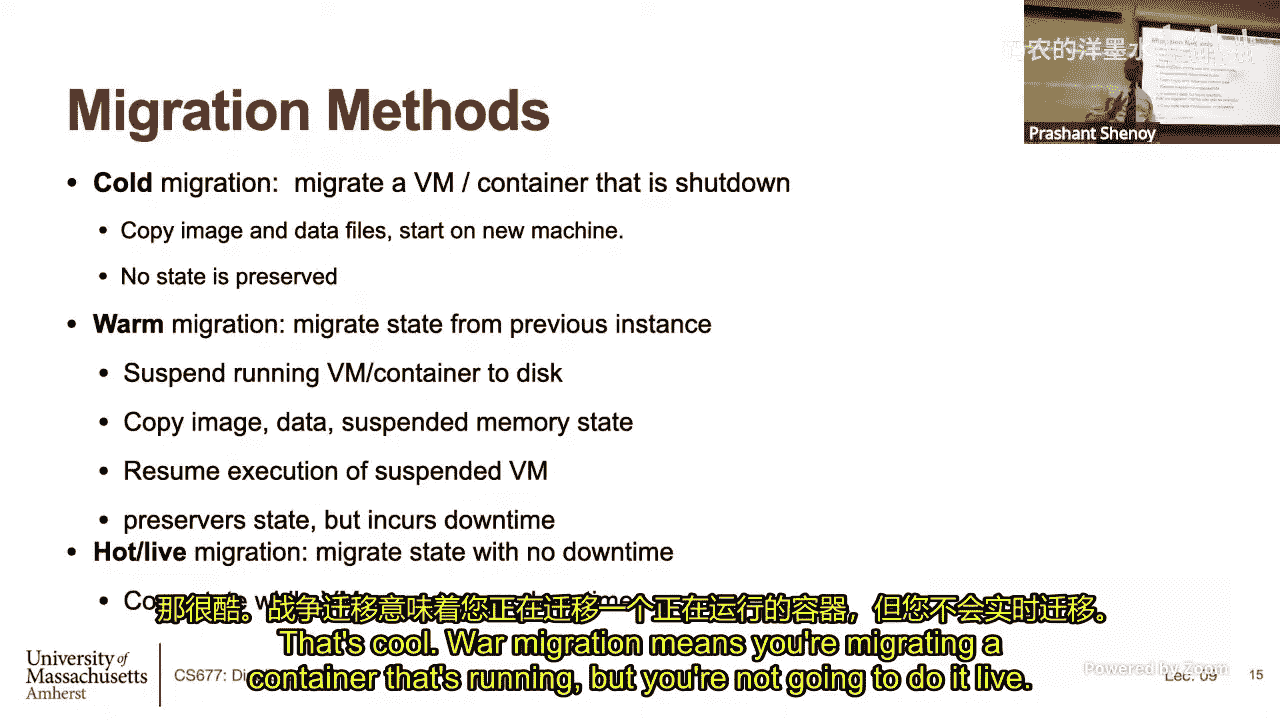 农的洋墨水
Prashant Shenoy
Migration Methods
• Cold migration: migrate a VM / container that is shutdown
• Copy image and data files, start on new machine.
• No state is preserved
• Warm migration: migrate state from previous instance
• Suspend running VM/container to disk
• Copy image, data, suspended memory state
• Resume execution of suspended VM
• preservers state, but incurs downtime
• Hot/live migration: migrate state with no downtime
那很酷。战争迁移意味着您正在迁移一个正在运行的容器，但您不会实时迁移。
That's cool. War migration means you're migrating a
container that's running, but you're not going to do it live.
University of
Massachusetts
Amherst
CS677:
Powered by Zoom
Lec. 09
15